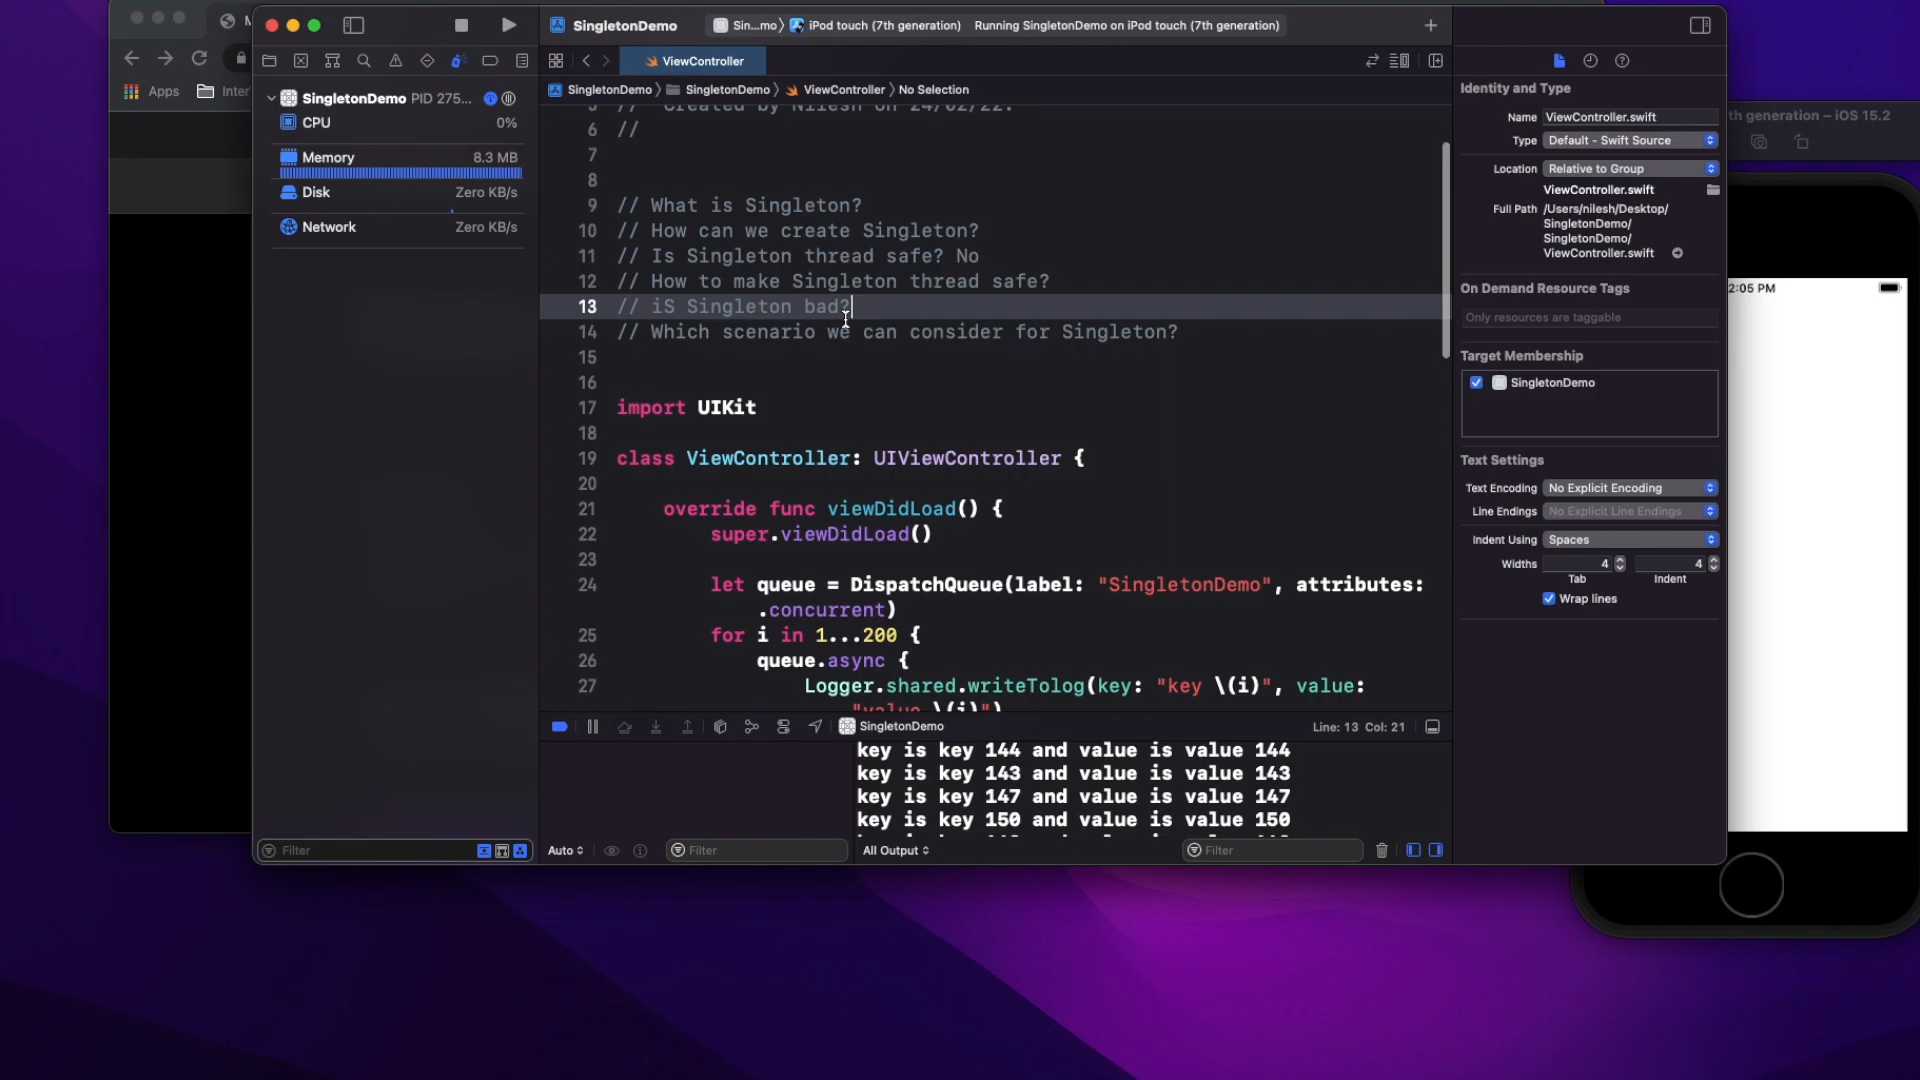 SingletonDemo
Sin...mo
iPod touch (7th generation)
Running SingletonDemo on iPod touch (7th generation)
Apps
Inter
SingletonDemo PID 275...
CPU 0%
Memory 8.3 MB
Disk Zero KB/s
Network Zero KB/s
ViewController
SingletonDemo SingletonDemo ViewController No Selection
5 // Created by Nilesh on 24/02/22.
6 //
7
8
9 // What is Singleton?
10 // How can we create Singleton?
11 // Is Singleton thread safe? No
12 // How to make Singleton thread safe?
13 // iS Singleton bad?
14 // Which scenario we can consider for Singleton?
15
16
17 import UIKit
18
19 class ViewController: UIViewController {
20
21 override func viewDidLoad() {
22 super.viewDidLoad()
23
24 let queue = DispatchQueue(label: "SingletonDemo", attributes:
.concurrent)
25 for i in 1...200 {
26 queue.async {
27 Logger.shared.writeTolog(key: "key \(i)", value:
"value \(i)")
SingletonDemo
Line: 13 Col: 21
key is key 144 and value is value 144
key is key 143 and value is value 143
key is key 147 and value is value 147
key is key 150 and value is value 150
Filter
Auto
Filter
All Output
Filter
Identity and Type
Name ViewController.swift
Type Default - Swift Source
Location Relative to Group
ViewController.swift
Full Path /Users/nilesh/Desktop/
SingletonDemo/
SingletonDemo/
ViewController.swift
On Demand Resource Tags
Only resources are taggable
Target Membership
SingletonDemo
Text Settings
Text Encoding No Explicit Encoding
Line Endings No Explicit Line Endings
Indent Using Spaces
Widths 4 4
Tab Indent
Wrap lines
th generation – iOS 15.2
2:05 PM